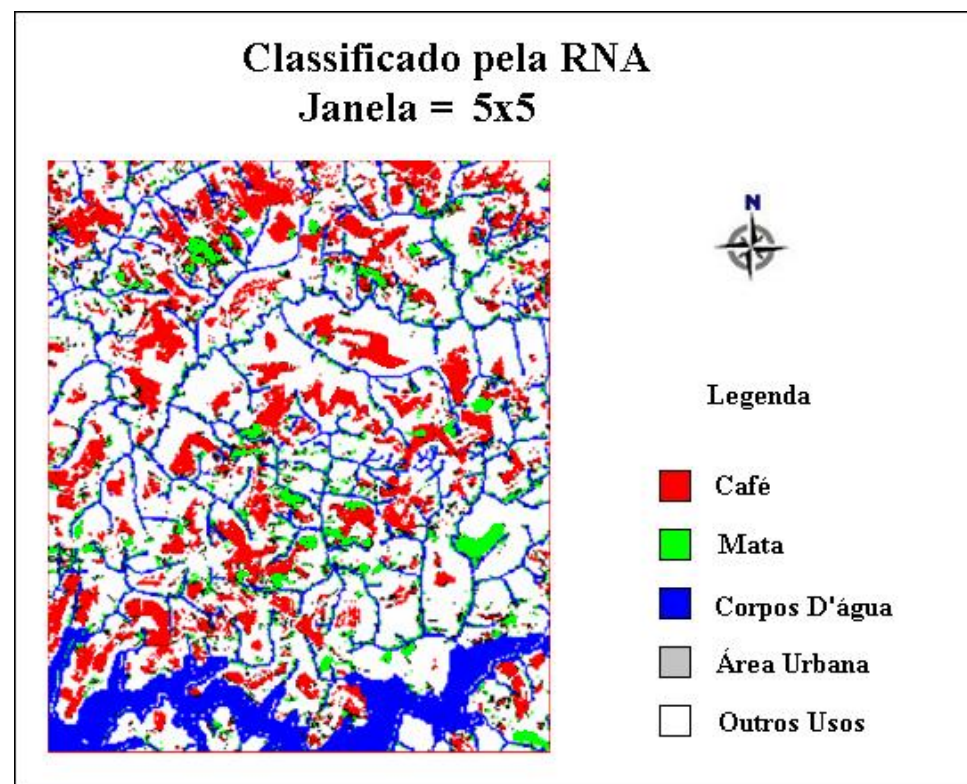 Classificado pela RNA
Janela = 5x5
N
Legenda
Café
Mata
Corpos D'água
Área Urbana
Outros Usos